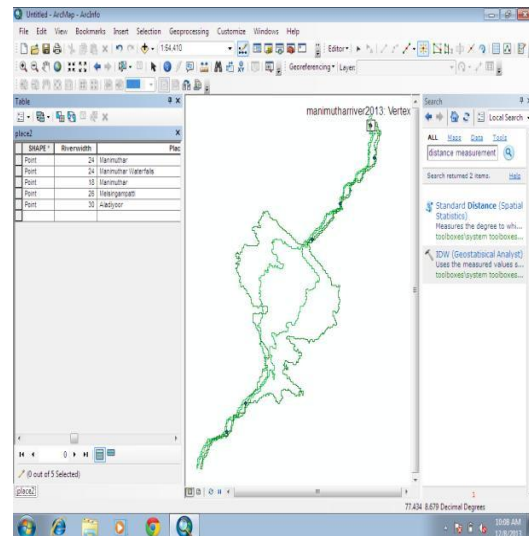 Untitled - ArcMap - ArcInfo
File Edit View Bookmarks Insert Selection Geoprocessing Customize Windows Help
1:54,410
Editor
Georeferencing Layer:
Table
place2
SHAPE * Riverwidth Plac
Point 24 Manimuthar
Point 24 Manimuthar Waterfalls
Point 18 Manimuthar
Point 26
Point 30 Aladiyoor
0
(0 out of 5 Selected)
place2
manimutharriver2013: Vertex
Search
Local Search
ALL Maps Data Tools
distance measurement
Search returned 2 items. Help
Standard Distance (Spatial Statistics)
Measures the degree to whi...
toolboxes\system toolboxes...
IDW (Geostatistical Analyst)
Uses the measured values s...
toolboxes\system toolboxes...
1
77.434 8.679 Decimal Degrees
10:08 AM